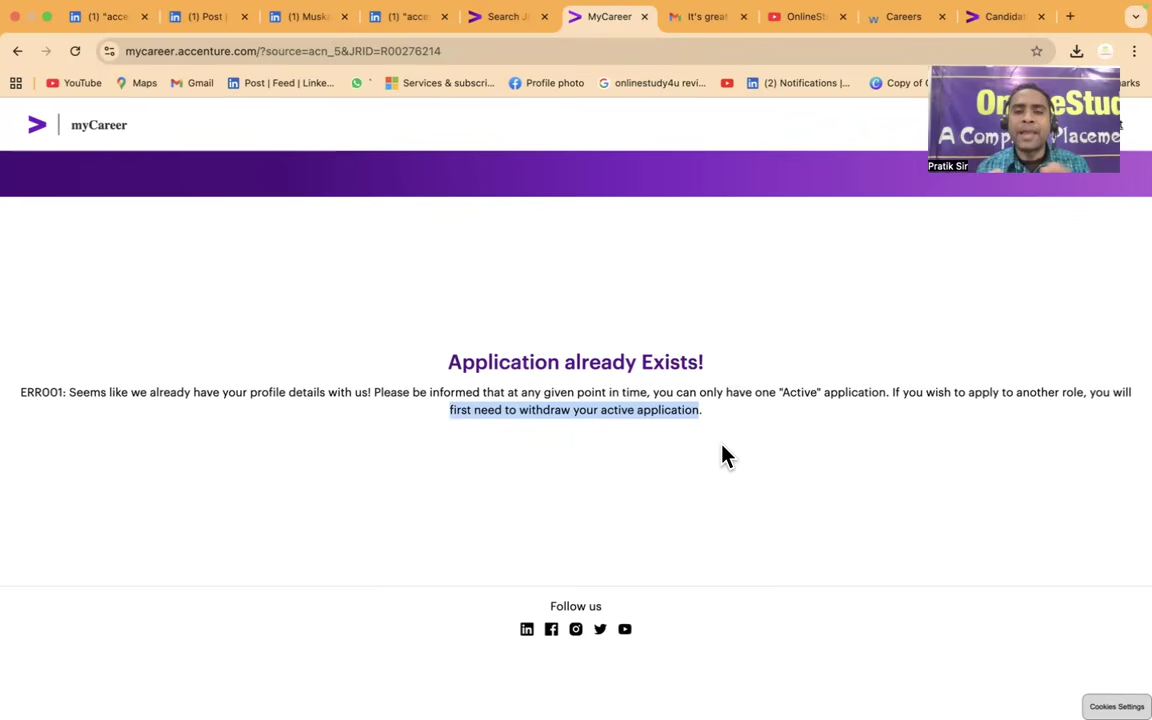 (1) "acce
(1) Post |
(1) Musk
(1) "acce
Search J
MyCareer
It's great
OnlineSt
Careers
Candidat
mycareer.accenture.com/?source=acn_5&JRID=R00276214
YouTube
Maps
Gmail
Post | Feed | Linke...
Services & subscri...
Profile photo
onlinestudy4u revi...
(2) Notifications |...
Copy of
arks
myCareer
A Comp
Placeme
Pratik Sir
Application already Exists!
ERR001: Seems like we already have your profile details with us! Please be informed that at any given point in time, you can only have one "Active" application. If you wish to apply to another role, you will
first need to withdraw your active application.
Follow us
Cookies Settings